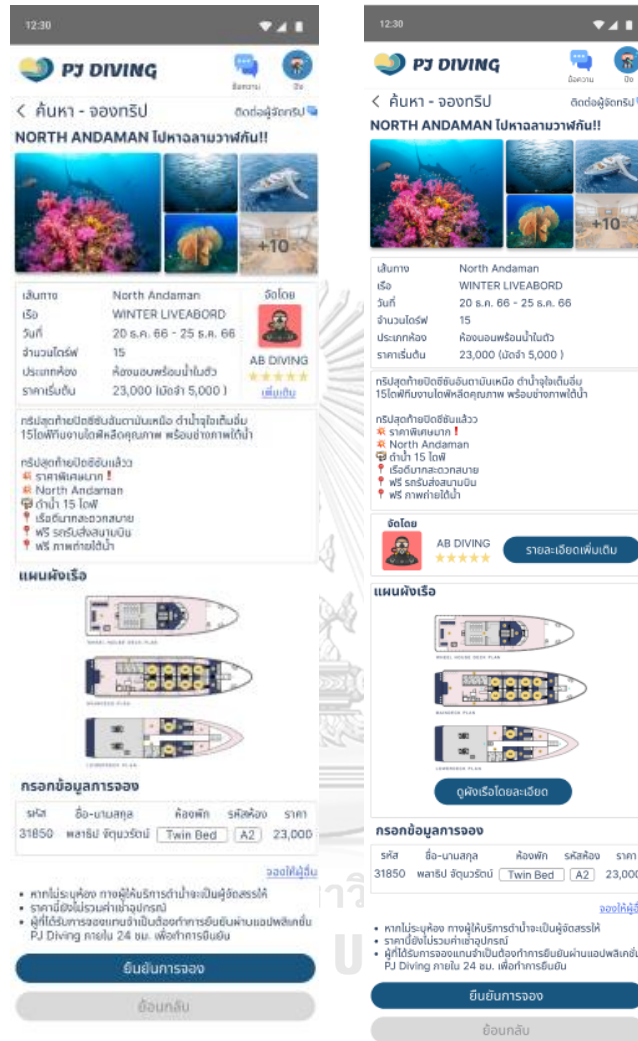 12:30
PJ DIVING
ข้อความ
ปิง
ค้นหา - จองทริป
ติดต่อผู้จัดทริป
NORTH ANDAMAN ไปหาฉลามวาฬกัน!!
+10
เส้นทาง North Andaman
เรือ WINTER LIVEABORD
วันที่ 20 ธ.ค. 66 - 25 ธ.ค. 66
จำนวนไดร์ฟ 15
ประเภทห้อง ห้องนอนพร้อมน้ำในตัว
ราคาเริ่มต้น 23,000 (มัดจำ 5,000 )
จัดโดย
AB DIVING
เพิ่มเติม
ทริปสุดท้ายปิดซีซันอันดามันเหนือ ดำน้ำจุใจเต็มอิ่ม
15ไดฟ์ทีมงานไดฟ์หลีดคุณภาพ พร้อมช่างภาพใต้น้ำ
ทริปสุดท้ายปิดซีซันแล้วว
ราคาพิเศษมาก
North Andaman
ดำน้ำ 15 ไดฟ์
เรือดีมากสะดวกสบาย
ฟรี รถรับส่งสนามบิน
ฟรี ภาพถ่ายใต้น้ำ
แผนผังเรือ
WHEEL HOUSE DECK PLAN
MAINDECK PLAN
LOWERDECK PLAN
กรอกข้อมูลการจอง
รหัส ชื่อ-นามสกุล ห้องพัก รหัสห้อง ราคา
31850 พลาธิป จัตุนวรัตน์ Twin Bed A2 23,000
จองให้ผู้อื่น
• หากไม่ระบุห้อง ทางผู้ให้บริการดำน้ำจะเป็นผู้จัดสรรให้
• ราคานี้ยังไม่รวมค่าเช่าอุปกรณ์
• ผู้ที่ได้รับการจองแทนจำเป็นต้องทำการยืนยันผ่านแอปพลิเคชั่น
PJ Diving ภายใน 24 ชม. เพื่อทำการยืนยัน
ยืนยันการจอง
ย้อนกลับ
12:30
PJ DIVING
ข้อความ
ปิง
ค้นหา - จองทริป
ติดต่อผู้จัดทริป
NORTH ANDAMAN ไปหาฉลามวาฬกัน!!
+10
เส้นทาง North Andaman
เรือ WINTER LIVEABORD
วันที่ 20 ธ.ค. 66 - 25 ธ.ค. 66
จำนวนไดร์ฟ 15
ประเภทห้อง ห้องนอนพร้อมน้ำในตัว
ราคาเริ่มต้น 23,000 (มัดจำ 5,000 )
ทริปสุดท้ายปิดซีซันอันดามันเหนือ ดำน้ำจุใจเต็มอิ่ม
15ไดฟ์ทีมงานไดฟ์หลีดคุณภาพ พร้อมช่างภาพใต้น้ำ
ทริปสุดท้ายปิดซีซันแล้วว
ราคาพิเศษมาก
North Andaman
ดำน้ำ 15 ไดฟ์
เรือดีมากสะดวกสบาย
ฟรี รถรับส่งสนามบิน
ฟรี ภาพถ่ายใต้น้ำ
จัดโดย
AB DIVING
รายละเอียดเพิ่มเติม
แผนผังเรือ
WHEEL HOUSE DECK PLAN
MAINDECK PLAN
LOWERDECK PLAN
ดูผังเรือโดยละเอียด
กรอกข้อมูลการจอง
รหัส ชื่อ-นามสกุล ห้องพัก รหัสห้อง ราคา
31850 พลาธิป จัตุนวรัตน์ Twin Bed A2 23,000
จองให้ผู้อื่
• หากไม่ระบุห้อง ทางผู้ให้บริการดำน้ำจะเป็นผู้จัดสรรให้
• ราคานี้ยังไม่รวมค่าเช่าอุปกรณ์
• ผู้ที่ได้รับการจองแทนจำเป็นต้องทำการยืนยันผ่านแอปพลิเคชั่
PJ Diving ภายใน 24 ชม. เพื่อทำการยืนยัน
ยืนยันการจอง
ย้อนกลับ